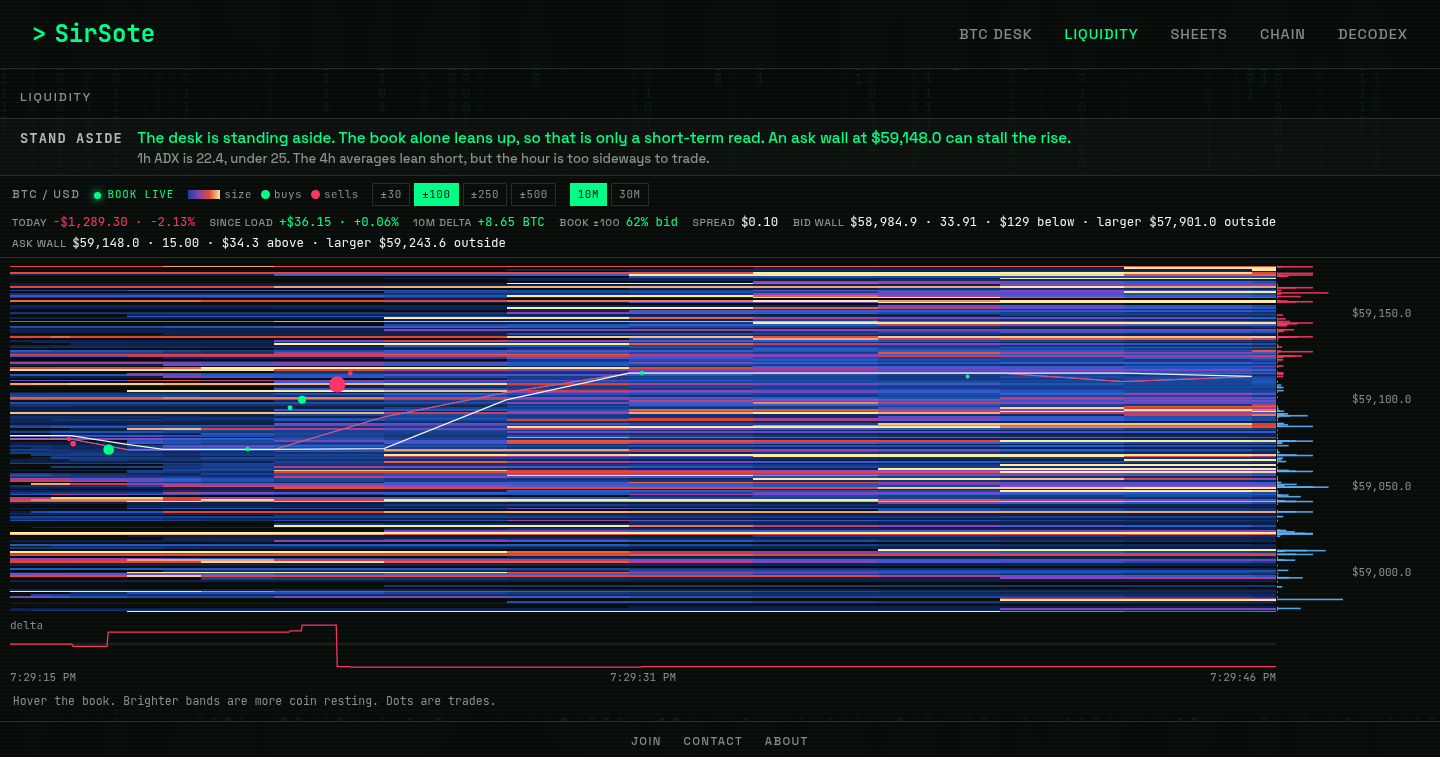 > SirSote
BTC DESK LIQUIDITY SHEETS CHAIN DECODEX
LIQUIDITY
STAND ASIDE The desk is standing aside. The book alone leans up, so that is only a short-term read. An ask wall at $59,148.0 can stall the rise.
1h ADX is 22.4, under 25. The 4h averages lean short, but the hour is too sideways to trade.
BTC / USD BOOK LIVE size buys sells ±30 ±100 ±250 ±500 10M 30M
TODAY -$1,289.30 · -2.13% SINCE LOAD +$36.15 · +0.06% 10M DELTA +8.65 BTC BOOK ±100 62% bid SPREAD $0.10 BID WALL $58,984.9 · 33.91 · $129 below · larger $57,901.0 outside
ASK WALL $59,148.0 · 15.00 · $34.3 above · larger $59,243.6 outside
$59,150.0
$59,100.0
$59,050.0
$59,000.0
delta
7:29:15 PM 7:29:31 PM 7:29:46 PM
Hover the book. Brighter bands are more coin resting. Dots are trades.
JOIN CONTACT ABOUT